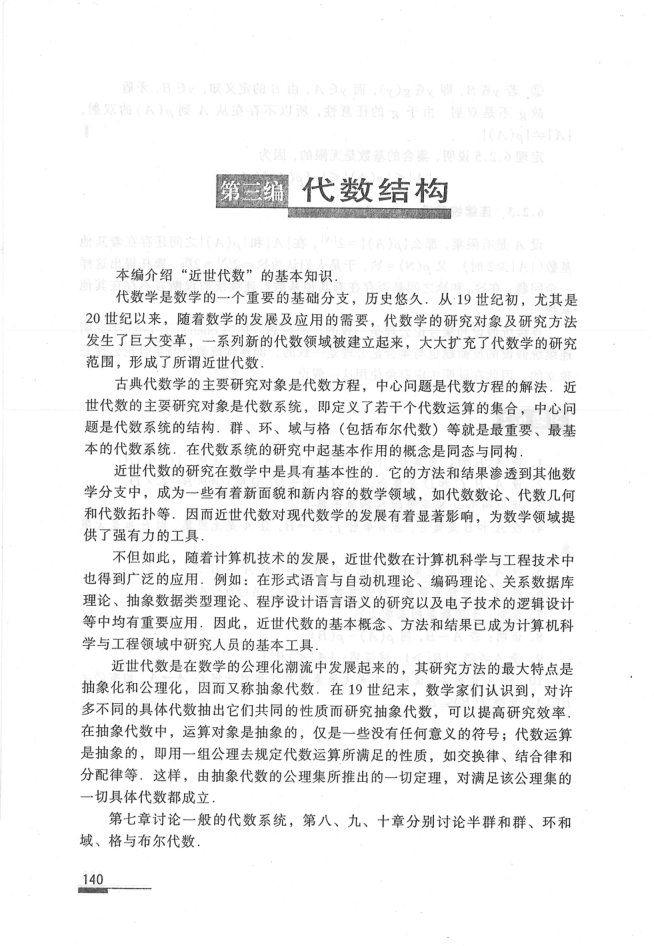 第三编 代数结构
本编介绍“近世代数”的基本知识．
代数学是数学的一个重要的基础分支，历史悠久．从 19 世纪初，尤其是
20 世纪以来，随着数学的发展及应用的需要，代数学的研究对象及研究方法
发生了巨大变革，一系列新的代数领域被建立起来，大大扩充了代数学的研究
范围，形成了所谓近世代数．
古典代数学的主要研究对象是代数方程，中心问题是代数方程的解法．近
世代数的主要研究对象是代数系统，即定义了若干个代数运算的集合，中心问
题是代数系统的结构．群、环、域与格（包括布尔代数）等就是最重要、最基
本的代数系统．在代数系统的研究中起基本作用的概念是同态与同构．
近世代数的研究在数学中是具有基本性的．它的方法和结果渗透到其他数
学分支中，成为一些有着新面貌和新内容的数学领域，如代数数论、代数几何
和代数拓扑等．因而近世代数对现代数学的发展有着显著影响，为数学领域提
供了强有力的工具．
不但如此，随着计算机技术的发展，近世代数在计算机科学与工程技术中
也得到广泛的应用．例如：在形式语言与自动机理论、编码理论、关系数据库
理论、抽象数据类型理论、程序设计语言语义的研究以及电子技术的逻辑设计
等中均有重要应用．因此，近世代数的基本概念、方法和结果已成为计算机科
学与工程领域中研究人员的基本工具．
近世代数是在数学的公理化潮流中发展起来的，其研究方法的最大特点是
抽象化和公理化，因而又称抽象代数．在 19 世纪末，数学家们认识到，对许
多不同的具体代数抽出它们共同的性质而研究抽象代数，可以提高研究效率．
在抽象代数中，运算对象是抽象的，仅是一些没有任何意义的符号；代数运算
是抽象的，即用一组公理去规定代数运算所满足的性质，如交换律、结合律和
分配律等．这样，由抽象代数的公理集所推出的一切定理，对满足该公理集的
一切具体代数都成立．
第七章讨论一般的代数系统，第八、九、十章分别讨论半群和群、环和
域、格与布尔代数．
140